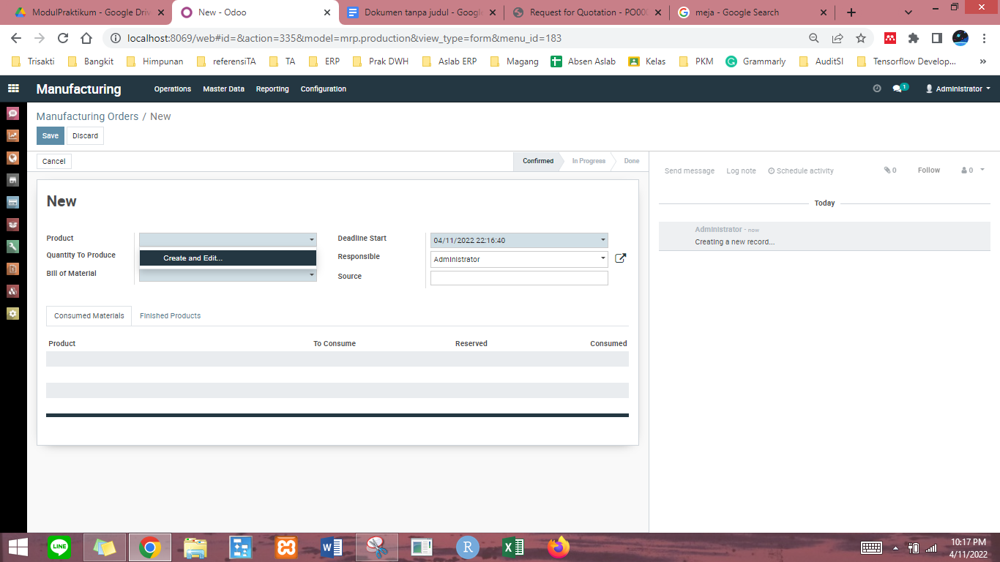 ModulPraktikum - Google Driv
New - Odoo
Dokumen tanpa judul - Google
Request for Quotation - PO000
meja - Google Search
localhost:8069/web#id=&action=335&model=mrp.production&view_type=form&menu_id=183
Trisakti Bangkit Himpunan referensiTA TA ERP Prak DWH Aslab ERP Magang Absen Aslab Kelas PKM Grammarly AuditSI Tensorflow Develop... »
Manufacturing Operations Master Data Reporting Configuration 1 Administrator
Manufacturing Orders / New
Save Discard
Cancel Confirmed In Progress Done
Send message Log note Schedule activity 0 Follow 0
New
Product
Quantity To Produce
Create and Edit...
Bill of Material
Deadline Start 04/11/2022 22:16:40
Responsible Administrator
Source
Today
Administrator - now
Creating a new record...
Consumed Materials Finished Products
Product To Consume Reserved Consumed
LINE
W
R
X
10:17 PM
4/11/2022